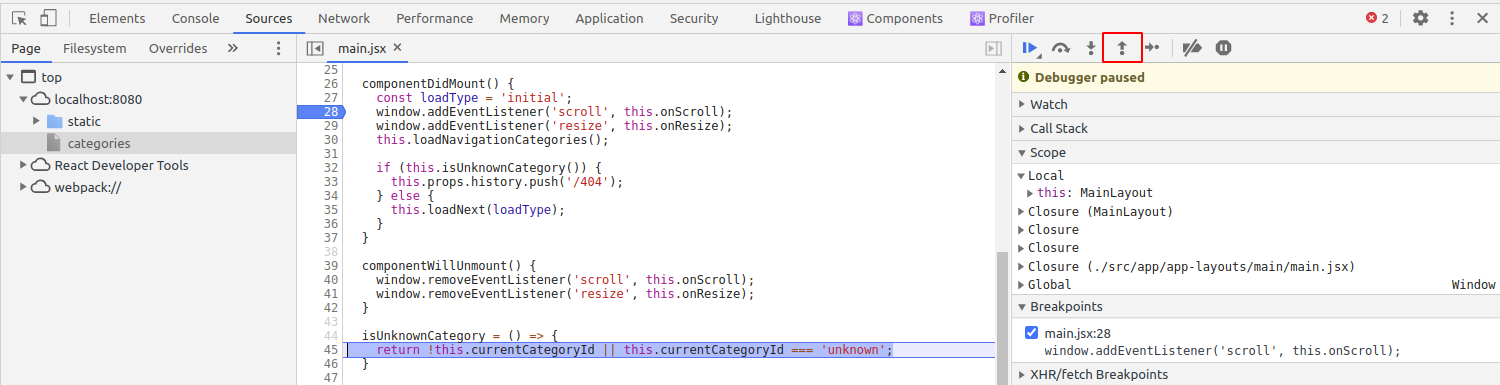 Elements Console Sources Network Performance Memory Application Security Lighthouse Components Profiler 2
Page Filesystem Overrides
main.jsx
top
localhost:8080
static
categories
React Developer Tools
webpack://
25
26 componentDidMount() {
27 const loadType = 'initial';
28 window.addEventListener('scroll', this.onScroll);
29 window.addEventListener('resize', this.onResize);
30 this.loadNavigationCategories();
31
32 if (this.isUnknownCategory()) {
33 this.props.history.push('/404');
34 } else {
35 this.loadNext(loadType);
36 }
37 }
38
39 componentWillUnmount() {
40 window.removeEventListener('scroll', this.onScroll);
41 window.removeEventListener('resize', this.onResize);
42 }
43
44 isUnknownCategory = () => {
45 return !this.currentCategoryId || this.currentCategoryId === 'unknown';
46 }
47
Debugger paused
Watch
Call Stack
Scope
Local
this: MainLayout
Closure (MainLayout)
Closure
Closure
Closure (./src/app/app-layouts/main/main.jsx)
Global Window
Breakpoints
main.jsx:28
window.addEventListener('scroll', this.onScroll);
XHR/fetch Breakpoints